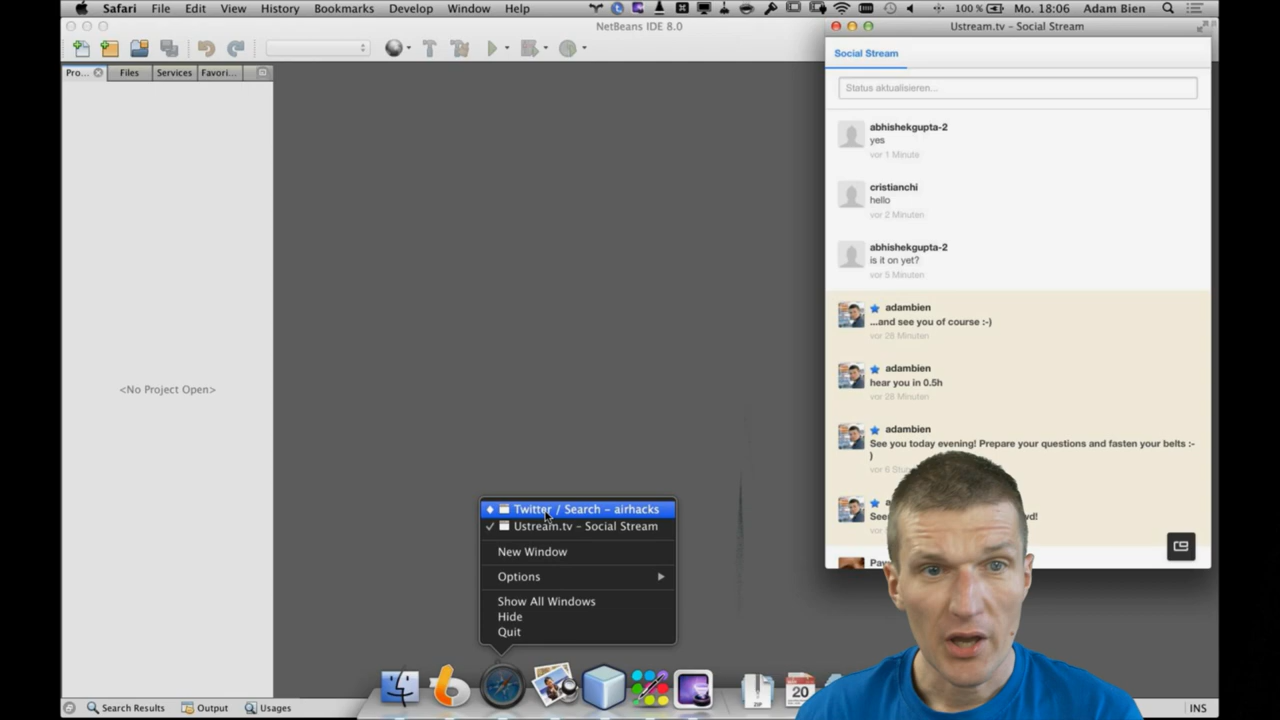 Safari File Edit View History Bookmarks Develop Window Help 100 % Mo. 18:06 Adam Bien
NetBeans IDE 8.0
Pro... Files Services Favori...
<No Project Open>
Ustream.tv – Social Stream
Social Stream
Status aktualisieren...
abhishekgupta-2
yes
vor 1 Minute
cristianchi
hello
vor 2 Minuten
abhishekgupta-2
is it on yet?
vor 5 Minuten
adambien
...and see you of course :-)
vor 28 Minuten
adambien
hear you in 0.5h
vor 28 Minuten
adambien
See you today evening! Prepare your questions and fasten your belts :-
)
vor 6
Twitter / Search – airhacks
Ustream.tv – Social Stream
New Window
Options
Show All Windows
Hide
Quit
ZIP
20
Search Results Output Usages INS